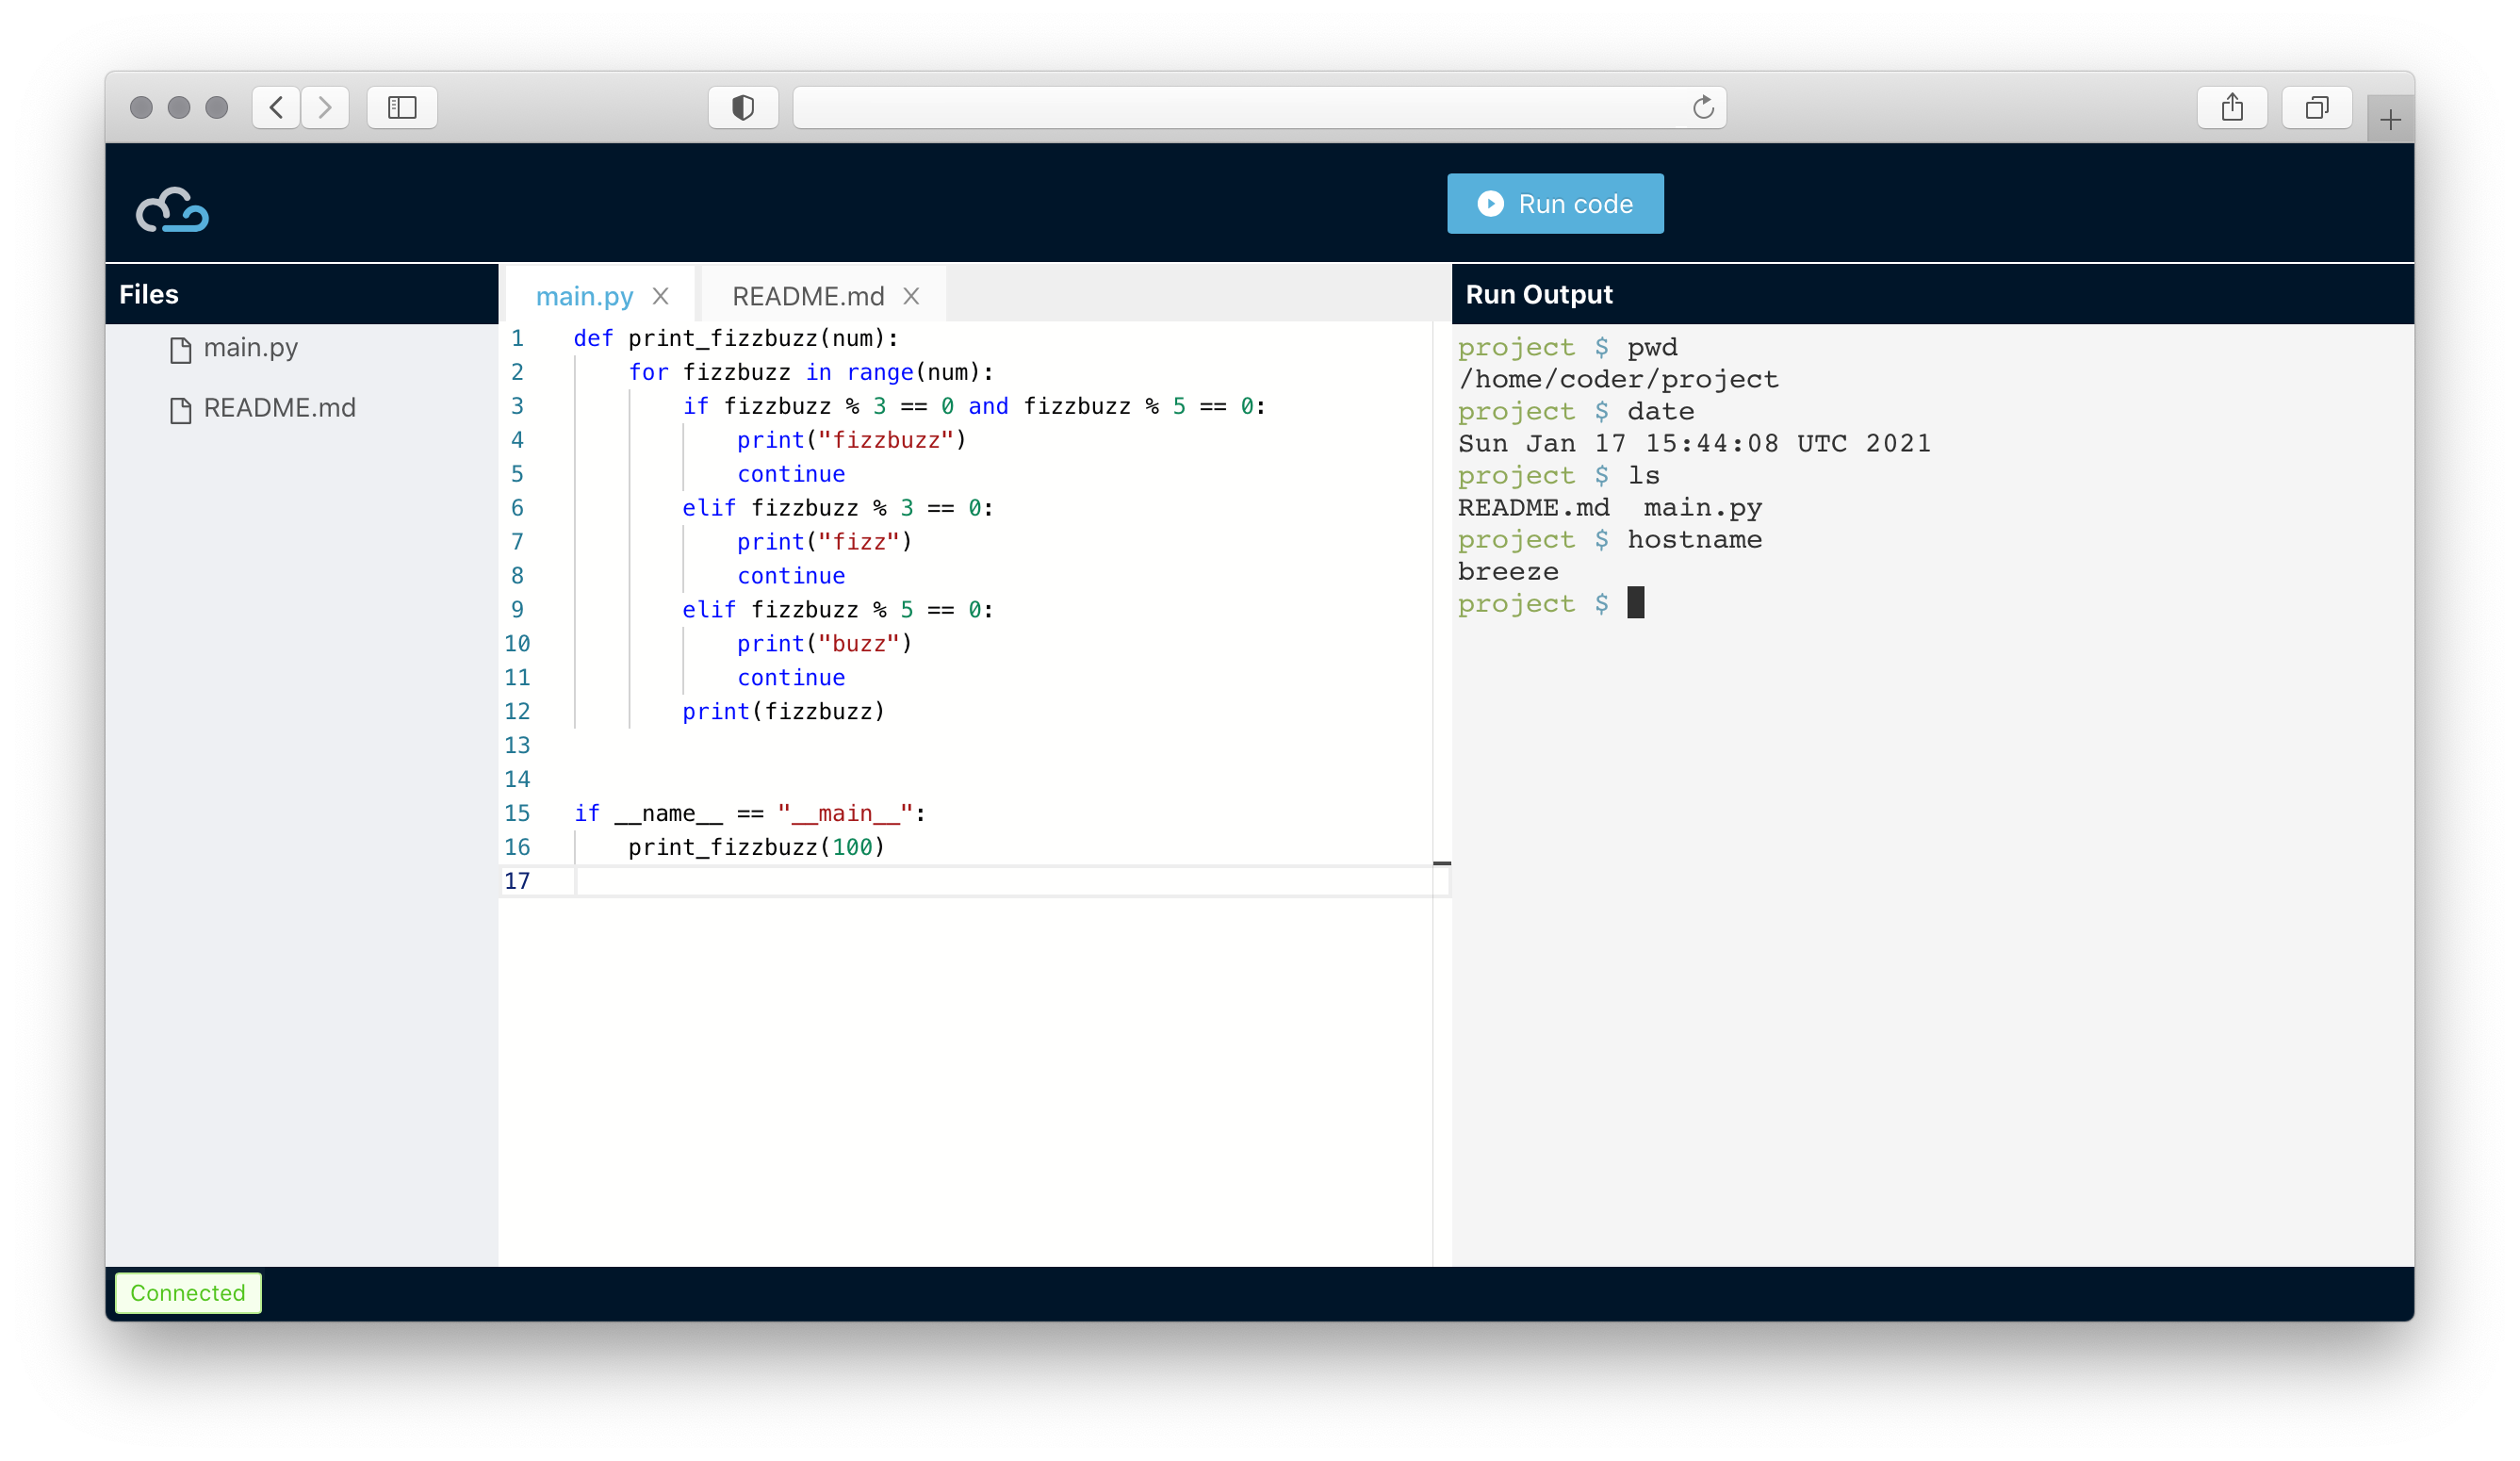 Run code
Files
main.py
README.md
main.py
README.md
1 def print_fizzbuzz(num):
2     for fizzbuzz in range(num):
3         if fizzbuzz % 3 == 0 and fizzbuzz % 5 == 0:
4             print("fizzbuzz")
5             continue
6         elif fizzbuzz % 3 == 0:
7             print("fizz")
8             continue
9         elif fizzbuzz % 5 == 0:
10             print("buzz")
11             continue
12         print(fizzbuzz)
13
14
15 if __name__ == "__main__":
16     print_fizzbuzz(100)
17
Run Output
project $ pwd
/home/coder/project
project $ date
Sun Jan 17 15:44:08 UTC 2021
project $ ls
README.md  main.py
project $ hostname
breeze
project $
Connected